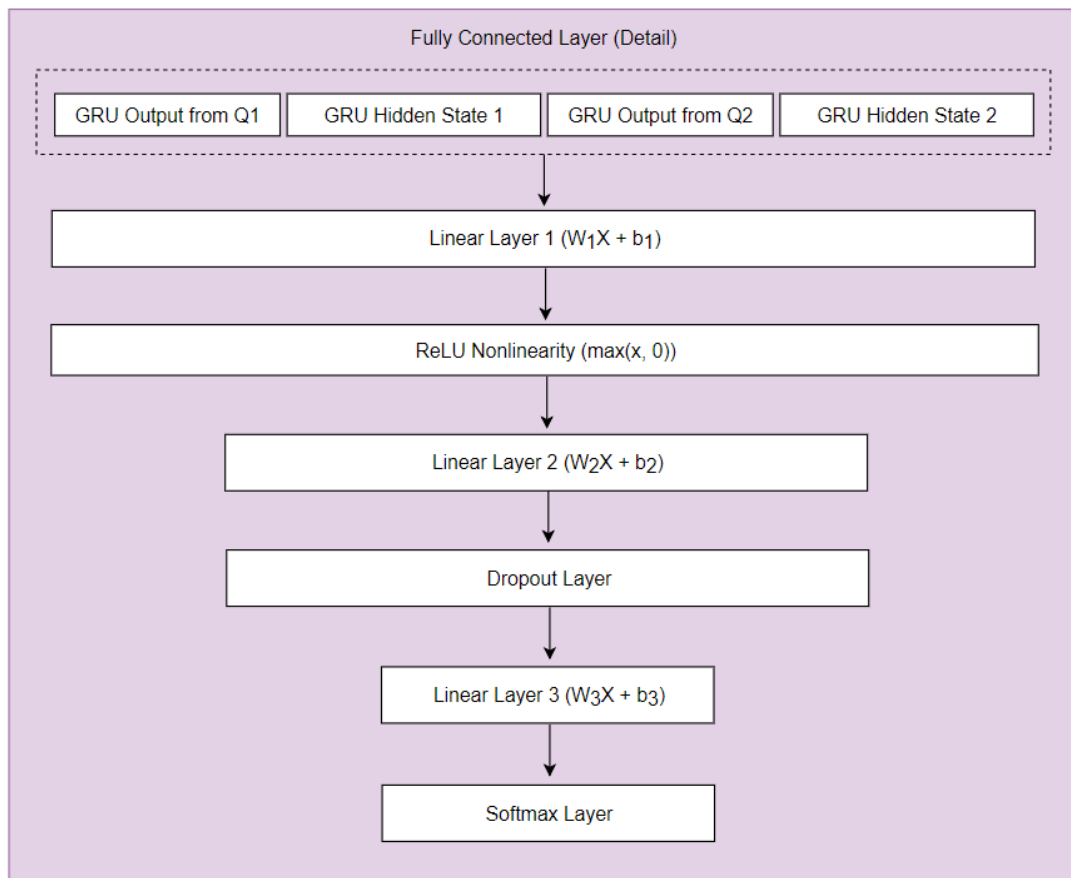 Fully Connected Layer (Detail)
GRU Output from Q1 GRU Hidden State 1 GRU Output from Q2 GRU Hidden State 2
Linear Layer 1 (W₁X + b₁)
ReLU Nonlinearity (max(x, 0))
Linear Layer 2 (W₂X + b₂)
Dropout Layer
Linear Layer 3 (W₃X + b₃)
Softmax Layer